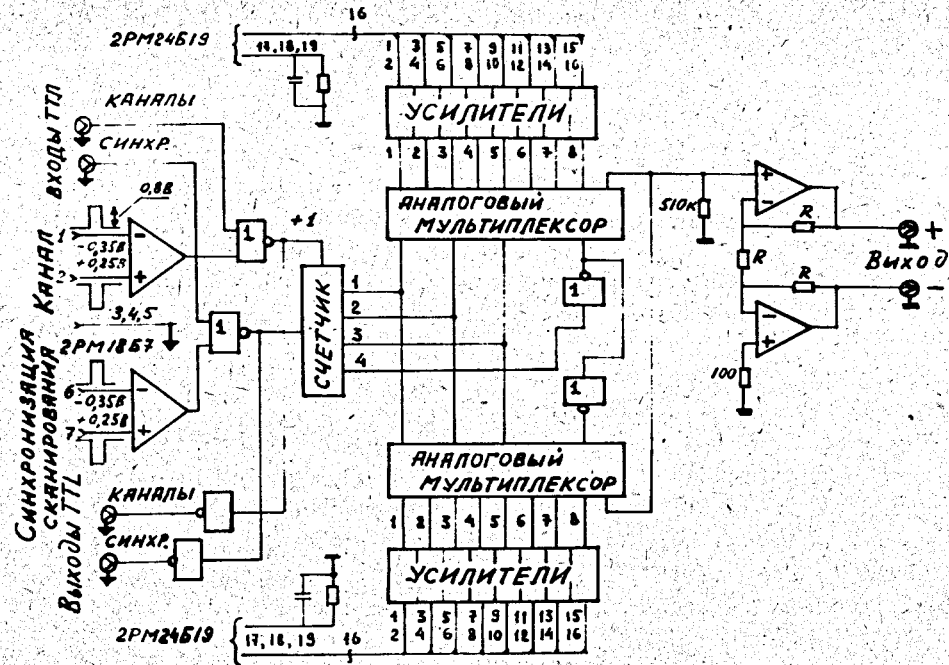 16
2РМ24Б19
17,18,19
1 3 5 7 9 11 13 15
2 4 6 8 10 12 14 16
УСИЛИТЕЛИ
1 2 3 4 5 6 7 8
АНАЛОГОВЫЙ
МУЛЬТИПЛЕКСОР
ВХОДЫ ТТЛ
КАНАЛЫ
СИНХР.
0,8В
КАНАЛ
1
-0,35В
+0,25В
2
-
+
1
+1
3,4,5
2РМ18Б7
1
СИНХРОНИЗАЦИЯ
СКАНИРОВАНИЯ
6
-0,35В
+0,25В
7
-
+
СЧЕТЧИК
1
2
3
4
1
1
510к
+
-
R
R
R
-
+
100
+
Выход
-
АНАЛОГОВЫЙ
МУЛЬТИПЛЕКСОР
1 2 3 4 5 6 7 8
УСИЛИТЕЛИ
1 3 5 7 9 11 13 15
2 4 6 8 10 12 14 16
Выходы TTL
КАНАЛЫ
СИНХР.
2РМ24Б19
17,18,19
16